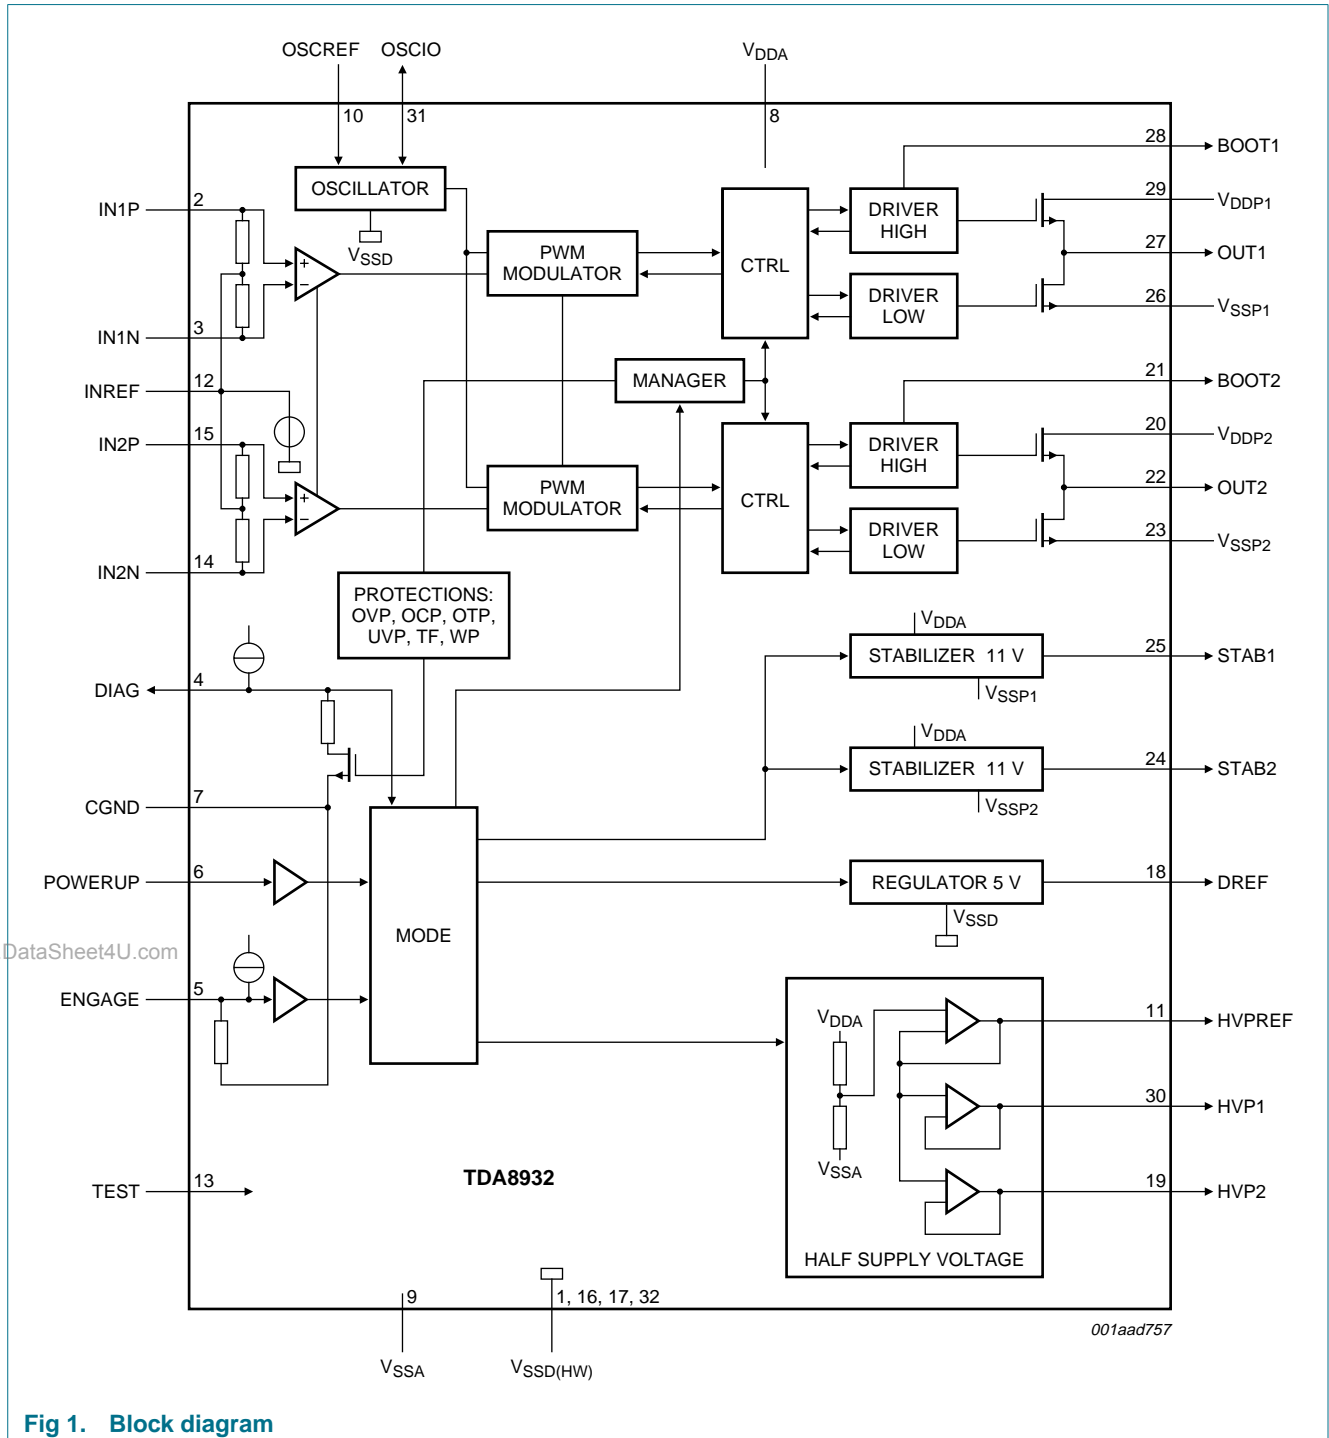 OSCREF OSCIO VDDA
10 31 8
28 BOOT1
OSCILLATOR
29 VDDP1
IN1P 2
DRIVER
HIGH
VSSD
PWM
MODULATOR
CTRL
27 OUT1
+
−
DRIVER
LOW
26 VSSP1
IN1N 3
INREF 12
MANAGER
21 BOOT2
IN2P 15
20 VDDP2
DRIVER
HIGH
PWM
MODULATOR
CTRL
22 OUT2
+
−
DRIVER
LOW
23 VSSP2
IN2N 14
PROTECTIONS:
OVP, OCP, OTP,
UVP, TF, WP
VDDA
STABILIZER 11 V
25 STAB1
VSSP1
DIAG 4
VDDA
STABILIZER 11 V
24 STAB2
VSSP2
CGND 7
POWERUP 6
REGULATOR 5 V
18 DREF
VSSD
MODE
DataSheet4U.com
ENGAGE 5
VDDA
11 HVPREF
30 HVP1
VSSA
TDA8932
TEST 13
19 HVP2
HALF SUPPLY VOLTAGE
9 1, 16, 17, 32
001aad757
VSSA VSSD(HW)
Fig 1. Block diagram